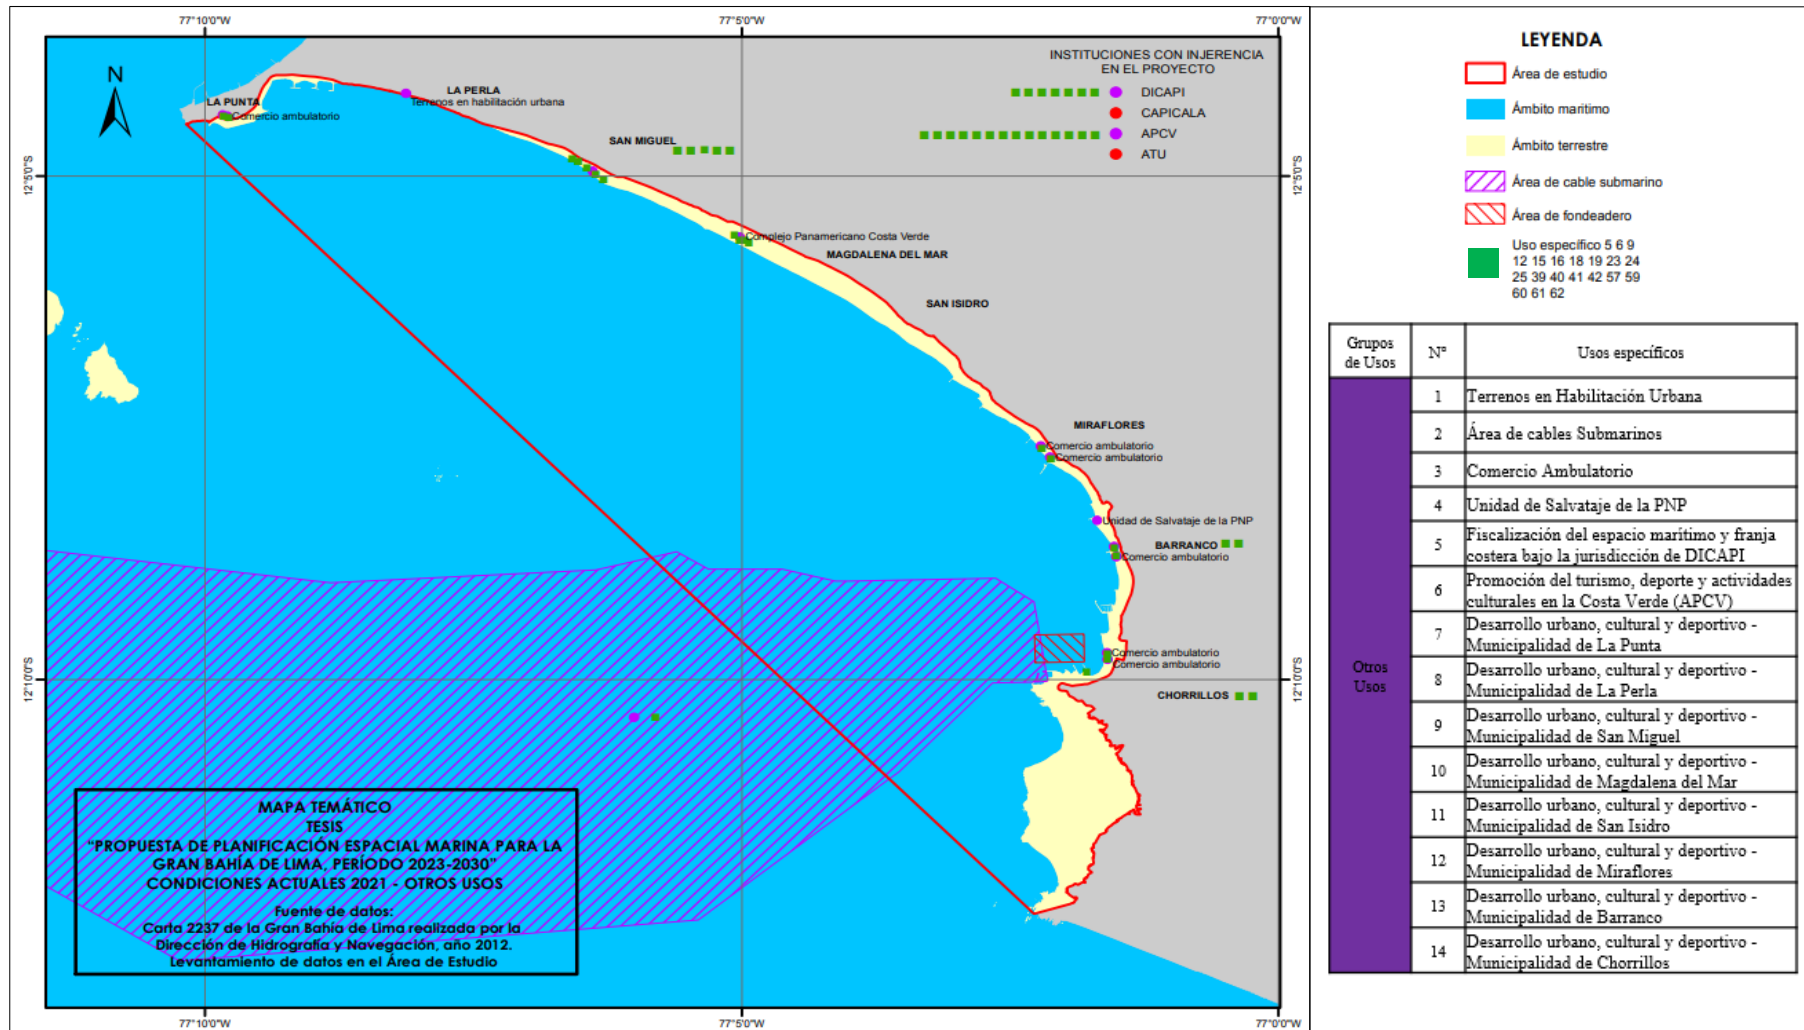 77°10'0"W
77°5'0"W
77°0'0"W
12°5'0"S
12°5'0"S
12°10'0"S
12°10'0"S
77°10'0"W
77°5'0"W
77°0'0"W
N
INSTITUCIONES CON INJERENCIA
EN EL PROYECTO
DICAPI
CAPICALA
APCV
ATU
LA PUNTA
Comercio ambulatorio
LA PERLA
Terrenos en habilitación urbana
SAN MIGUEL
Complejo Panamericano Costa Verde
MAGDALENA DEL MAR
SAN ISIDRO
MIRAFLORES
Comercio ambulatorio
Comercio ambulatorio
Unidad de Salvataje de la PNP
BARRANCO
Comercio ambulatorio
Comercio ambulatorio
Comercio ambulatorio
CHORRILLOS
MAPA TEMÁTICO
TESIS
"PROPUESTA DE PLANIFICACIÓN ESPACIAL MARINA PARA LA
GRAN BAHÍA DE LIMA, PERÍODO 2023-2030"
CONDICIONES ACTUALES 2021 - OTROS USOS
Fuente de datos:
Carta 2237 de la Gran Bahía de Lima realizada por la
Dirección de Hidrografía y Navegación, año 2012.
Levantamiento de datos en el Área de Estudio
LEYENDA
Área de estudio
Ámbito maritimo
Ámbito terrestre
Área de cable submarino
Área de fondeadero
Uso específico 5 6 9
12 15 16 18 19 23 24
25 39 40 41 42 57 59
60 61 62
Grupos
de Usos
N°
Usos específicos
Otros
Usos
1 Terrenos en Habilitación Urbana
2 Área de cables Submarinos
3 Comercio Ambulatorio
4 Unidad de Salvataje de la PNP
5 Fiscalización del espacio marítimo y franja
costera bajo la jurisdicción de DICAPI
6 Promoción del turismo, deporte y actividades
culturales en la Costa Verde (APCV)
7 Desarrollo urbano, cultural y deportivo -
Municipalidad de La Punta
8 Desarrollo urbano, cultural y deportivo -
Municipalidad de La Perla
9 Desarrollo urbano, cultural y deportivo -
Municipalidad de San Miguel
10 Desarrollo urbano, cultural y deportivo -
Municipalidad de Magdalena del Mar
11 Desarrollo urbano, cultural y deportivo -
Municipalidad de San Isidro
12 Desarrollo urbano, cultural y deportivo -
Municipalidad de Miraflores
13 Desarrollo urbano, cultural y deportivo -
Municipalidad de Barranco
14 Desarrollo urbano, cultural y deportivo -
Municipalidad de Chorrillos